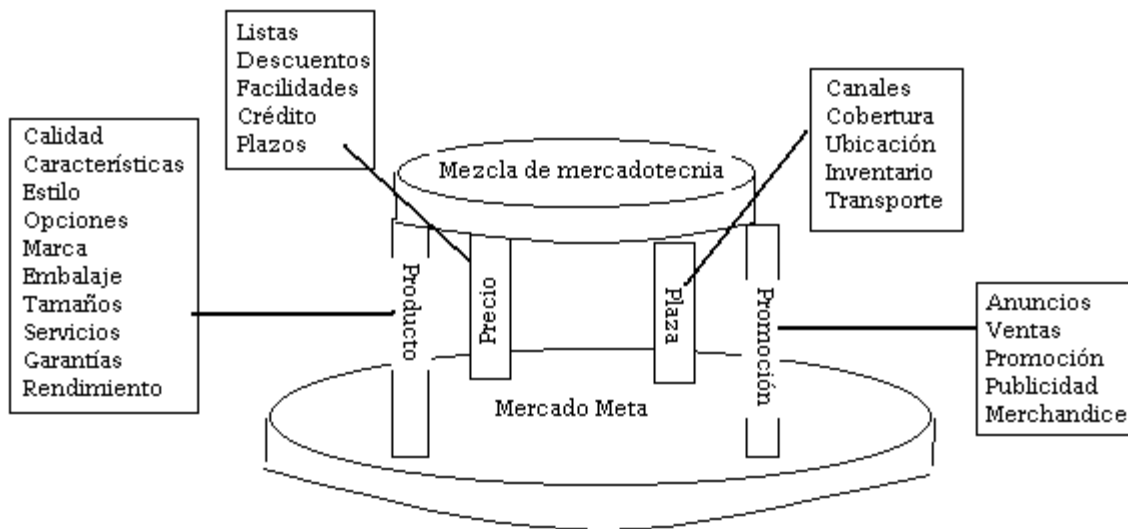 Listas
Descuentos
Facilidades
Crédito
Plazos
Canales
Cobertura
Ubicación
Inventario
Transporte
Calidad
Características
Estilo
Opciones
Marca
Embalaje
Tamaños
Servicios
Garantías
Rendimiento
Mezcla de mercadotecnia
Producto
Precio
Plaza
Promoción
Anuncios
Ventas
Promoción
Publicidad
Merchandice
Mercado Meta